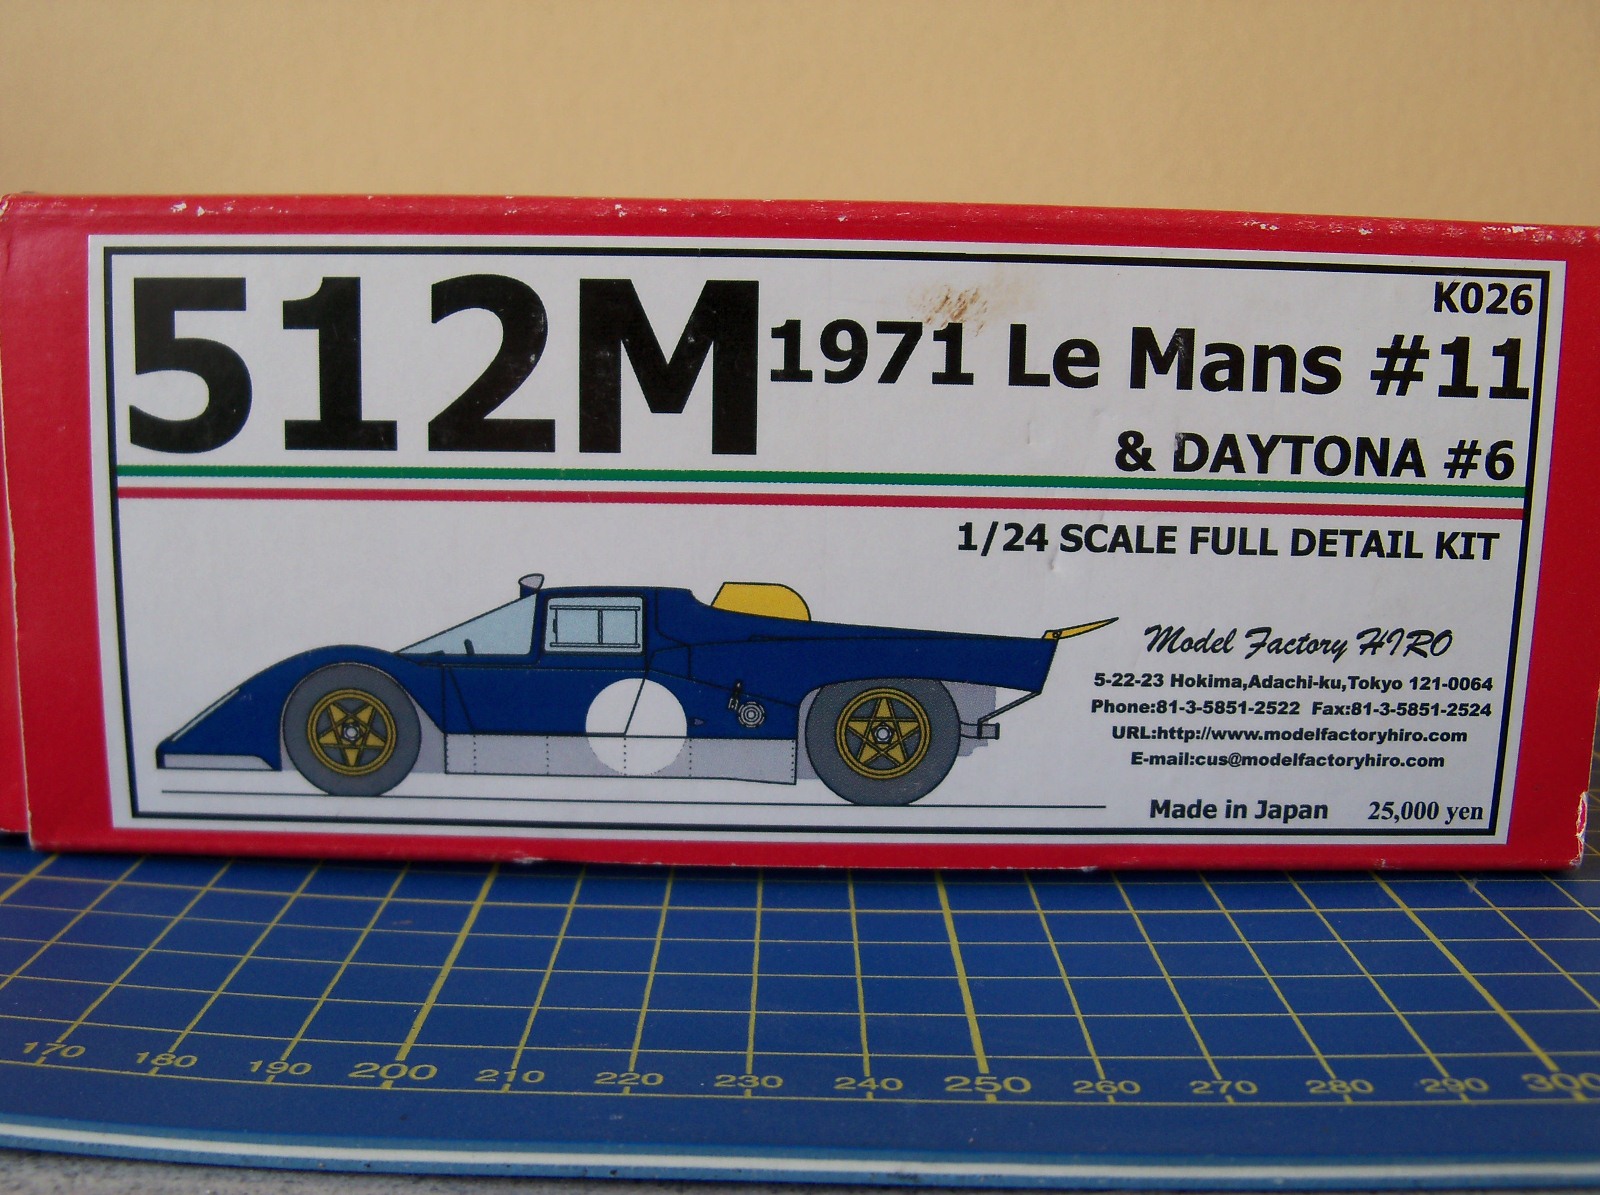 K026
512M 1971 Le Mans #11
& DAYTONA #6
1/24 SCALE FULL DETAIL KIT
Model Factory HIRO
5-22-23 Hokima,Adachi-ku,Tokyo 121-0064
Phone:81-3-5851-2522 Fax:81-3-5851-2524
URL:http://www.modelfactoryhiro.com
E-mail:cus@modelfactoryhiro.com
Made in Japan 25,000 yen
170 180 190 200 210 220 230 240 250 260 270 280 290 300